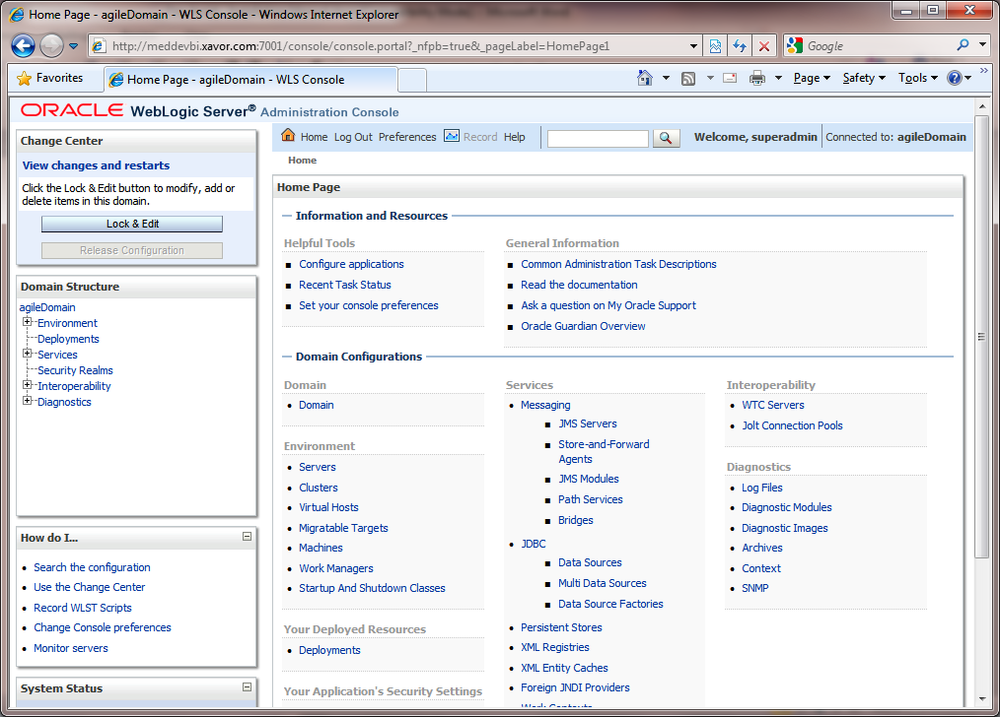 Home Page - agileDomain - WLS Console - Windows Internet Explorer
http://meddevbi.xavor.com:7001/console/console.portal?_nfpb=true&_pageLabel=HomePage1
Google
Favorites
Home Page - agileDomain - WLS Console
Page
Safety
Tools
ORACLE WebLogic Server® Administration Console
Change Center
View changes and restarts
Click the Lock & Edit button to modify, add or
delete items in this domain.
Lock & Edit
Release Configuration
Domain Structure
agileDomain
Environment
Deployments
Services
Security Realms
Interoperability
Diagnostics
How do I...
Search the configuration
Use the Change Center
Record WLST Scripts
Change Console preferences
Monitor servers
System Status
Home Log Out Preferences Record Help
Welcome, superadmin
Connected to: agileDomain
Home
Home Page
Information and Resources
Helpful Tools
Configure applications
Recent Task Status
Set your console preferences
General Information
Common Administration Task Descriptions
Read the documentation
Ask a question on My Oracle Support
Oracle Guardian Overview
Domain Configurations
Domain
Domain
Environment
Servers
Clusters
Virtual Hosts
Migratable Targets
Machines
Work Managers
Startup And Shutdown Classes
Your Deployed Resources
Deployments
Your Application's Security Settings
Services
Messaging
JMS Servers
Store-and-Forward
Agents
JMS Modules
Path Services
Bridges
JDBC
Data Sources
Multi Data Sources
Data Source Factories
Persistent Stores
XML Registries
XML Entity Caches
Foreign JNDI Providers
Interoperability
WTC Servers
Jolt Connection Pools
Diagnostics
Log Files
Diagnostic Modules
Diagnostic Images
Archives
Context
SNMP